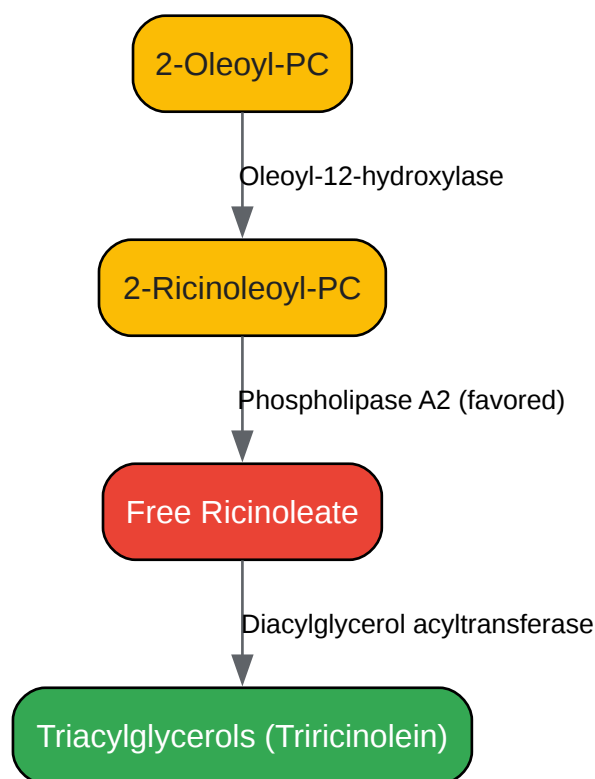 2-Oleoyl-PC
Oleoyl-12-hydroxylase
2-Ricinoleoyl-PC
Phospholipase A2 (favored)
Free Ricinoleate
Diacylglycerol acyltransferase
Triacylglycerols (Triricinolein)